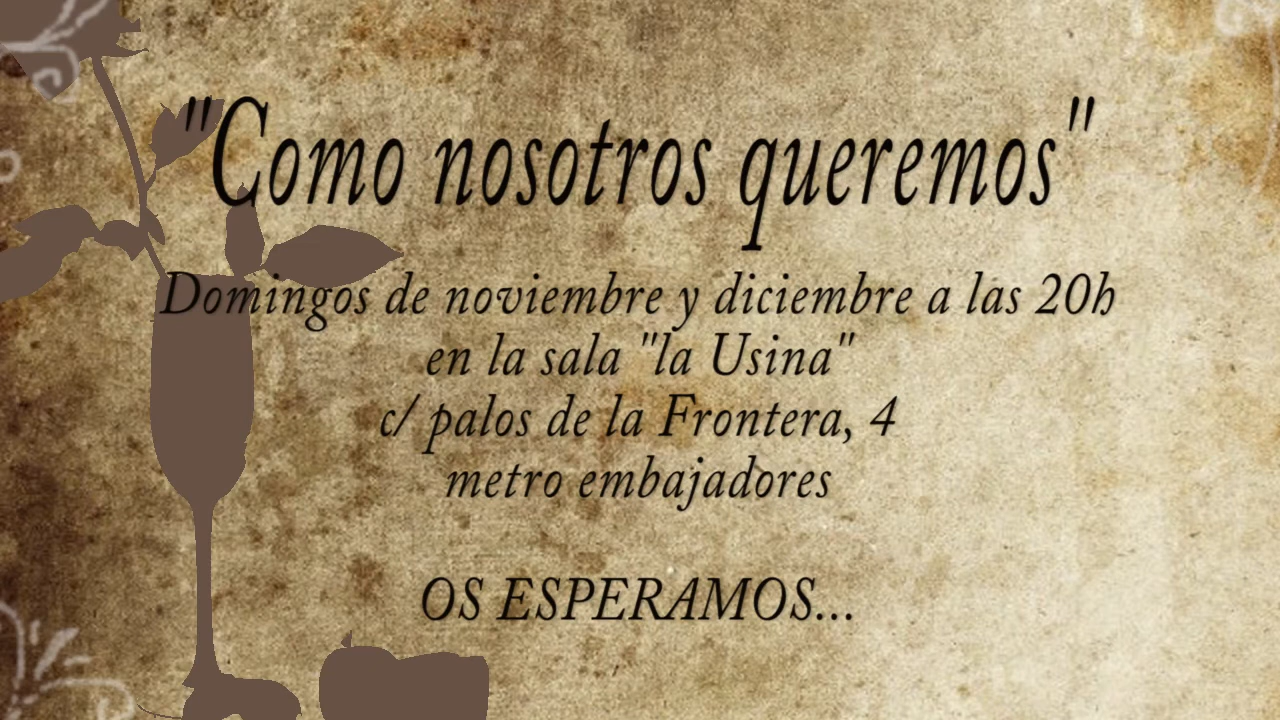 "Como nosotros queremos"
Domingos de noviembre y diciembre a las 20h
en la sala "la Usina"
c/ palos de la Frontera, 4
metro embajadores
OS ESPERAMOS...